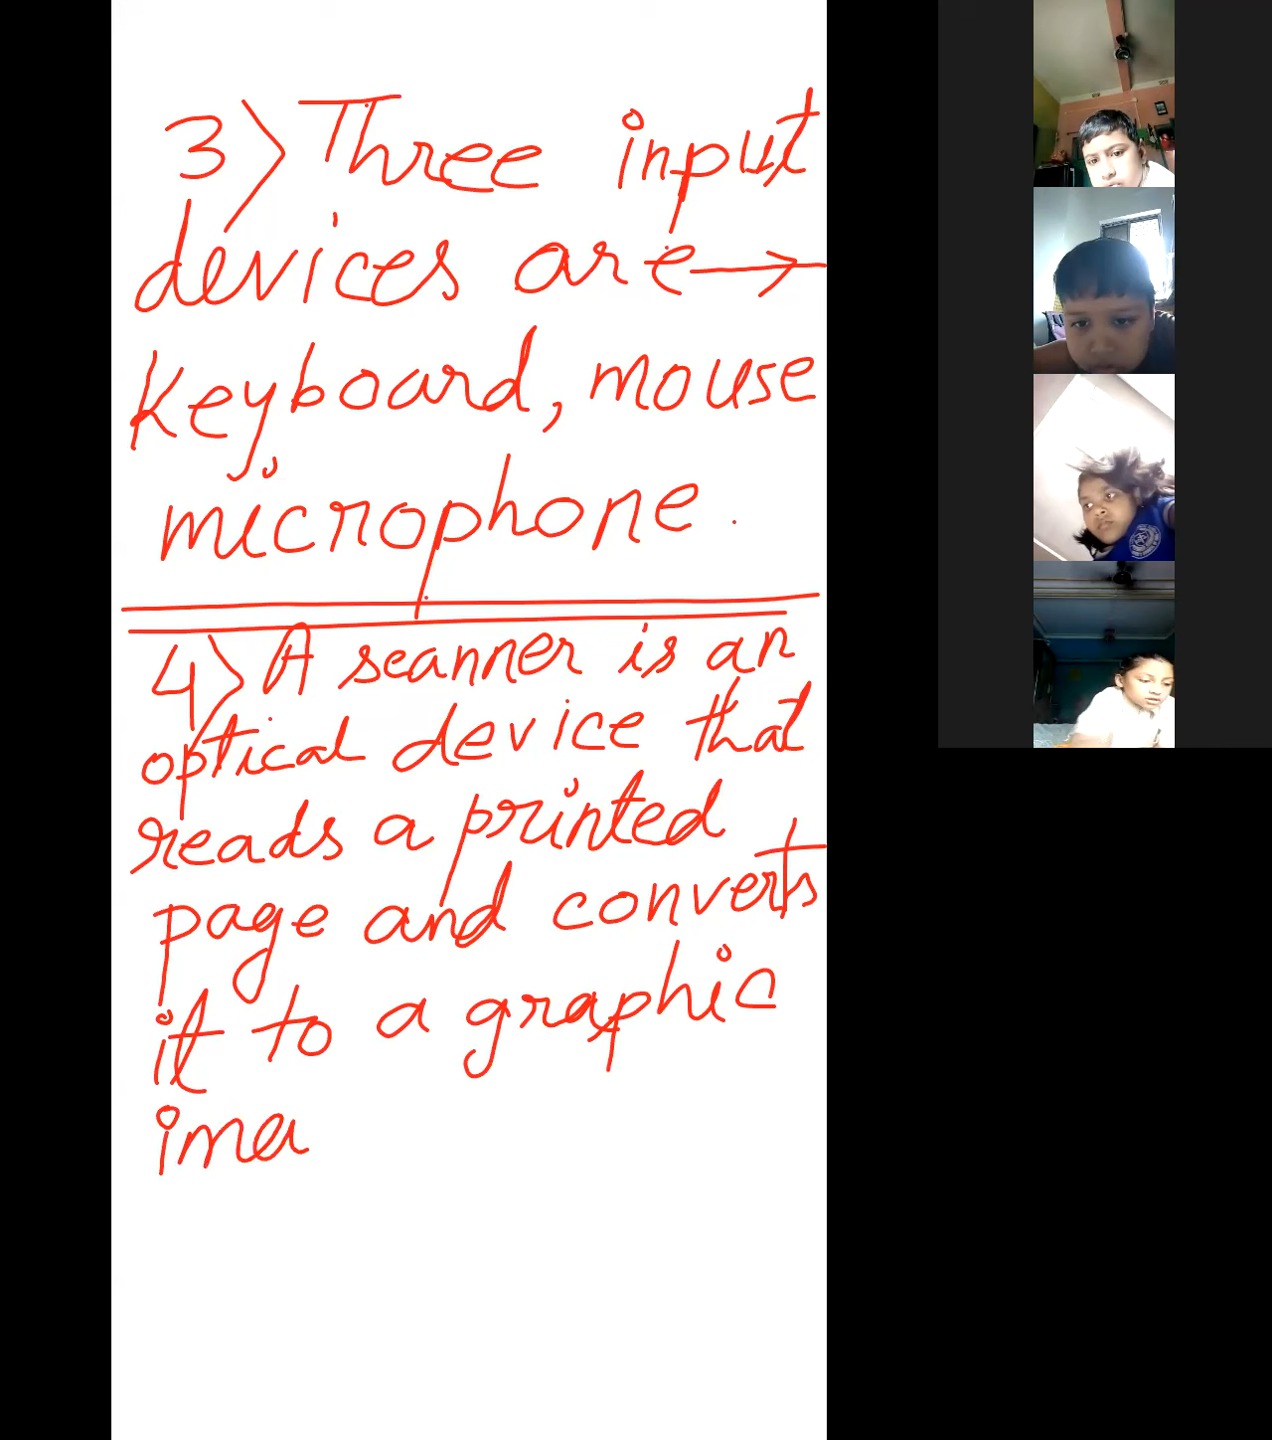 3) Three input
devices are →
keyboard, mouse
microphone.
4) A scanner is an
optical device that
reads a printed
page and converts
it to a graphic
ima